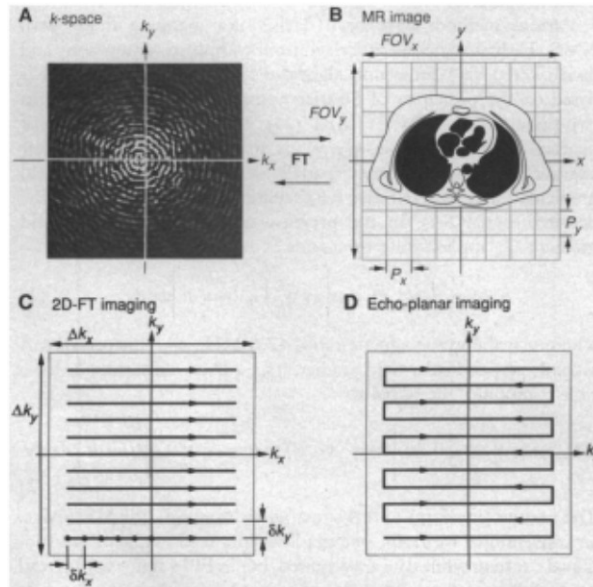 A k-space
k_y
k_x
FT
B MR image
FOV_x
y
FOV_y
x
P_y
P_x
C 2D-FT imaging
Δk_x
k_y
Δk_y
k_x
δk_y
δk_x
D Echo-planar imaging
k_y
k